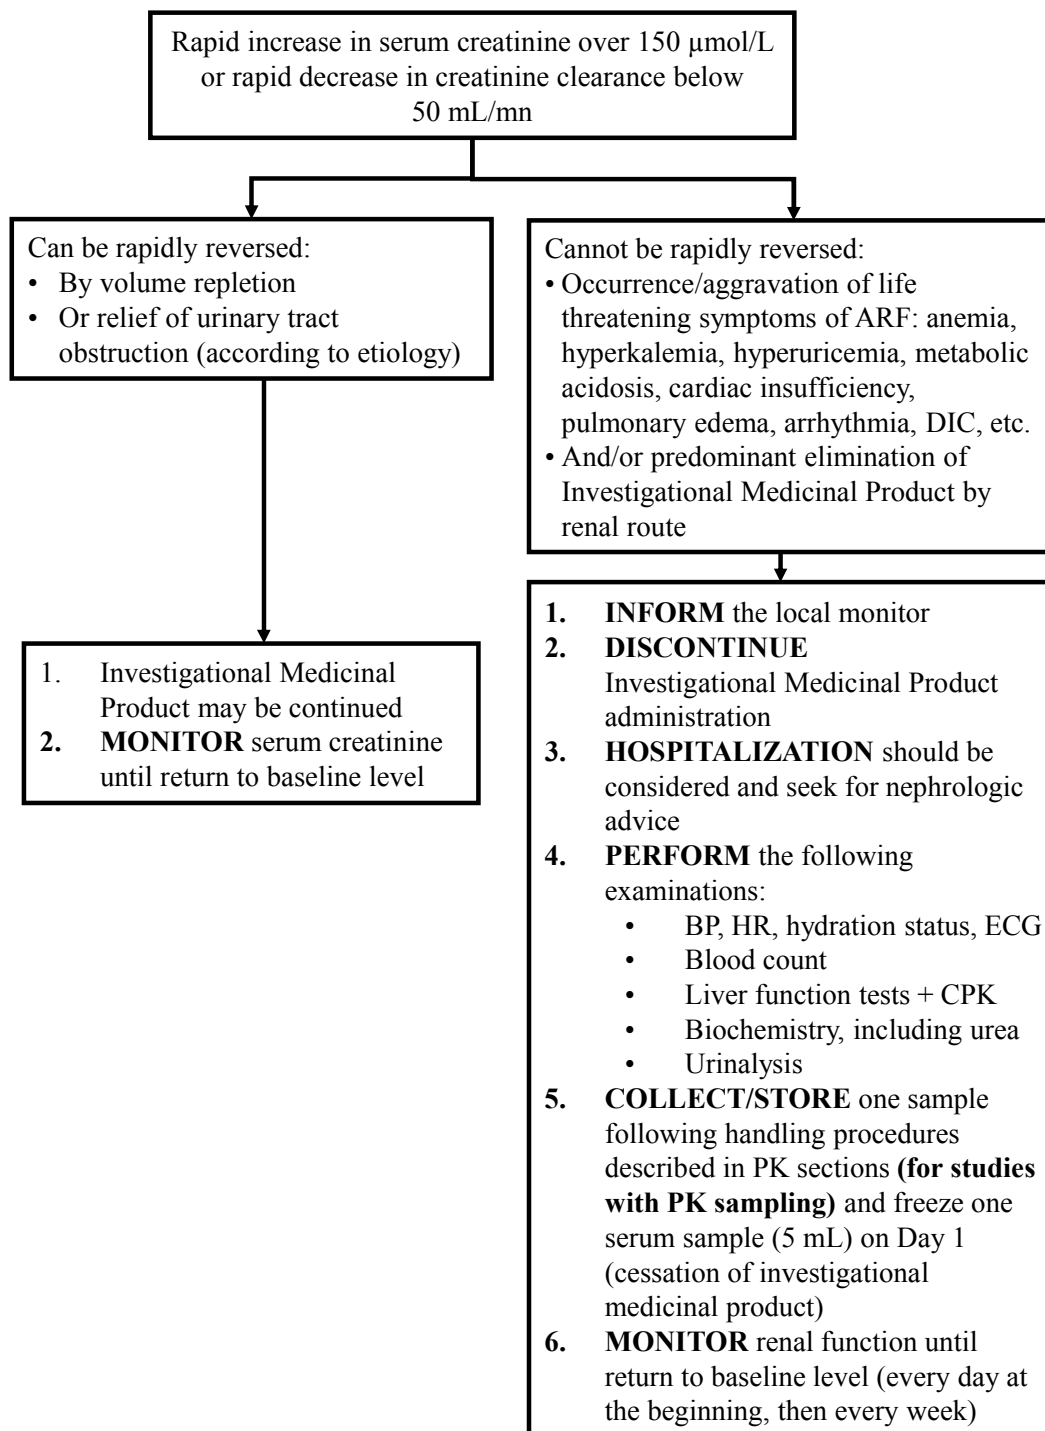 Rapid increase in serum creatinine over 150 µmol/L
or rapid decrease in creatinine clearance below
50 mL/mn
Can be rapidly reversed:
• By volume repletion
• Or relief of urinary tract
obstruction (according to etiology)
Cannot be rapidly reversed:
• Occurrence/aggravation of life
threatening symptoms of ARF: anemia,
hyperkalemia, hyperuricemia, metabolic
acidosis, cardiac insufficiency,
pulmonary edema, arrhythmia, DIC, etc.
• And/or predominant elimination of
Investigational Medicinal Product by
renal route
1. Investigational Medicinal
Product may be continued
2. MONITOR serum creatinine
until return to baseline level
1. INFORM the local monitor
2. DISCONTINUE
Investigational Medicinal Product
administration
3. HOSPITALIZATION should be
considered and seek for nephrologic
advice
4. PERFORM the following
examinations:
• BP, HR, hydration status, ECG
• Blood count
• Liver function tests + CPK
• Biochemistry, including urea
• Urinalysis
5. COLLECT/STORE one sample
following handling procedures
described in PK sections (for studies
with PK sampling) and freeze one
serum sample (5 mL) on Day 1
(cessation of investigational
medicinal product)
6. MONITOR renal function until
return to baseline level (every day at
the beginning, then every week)